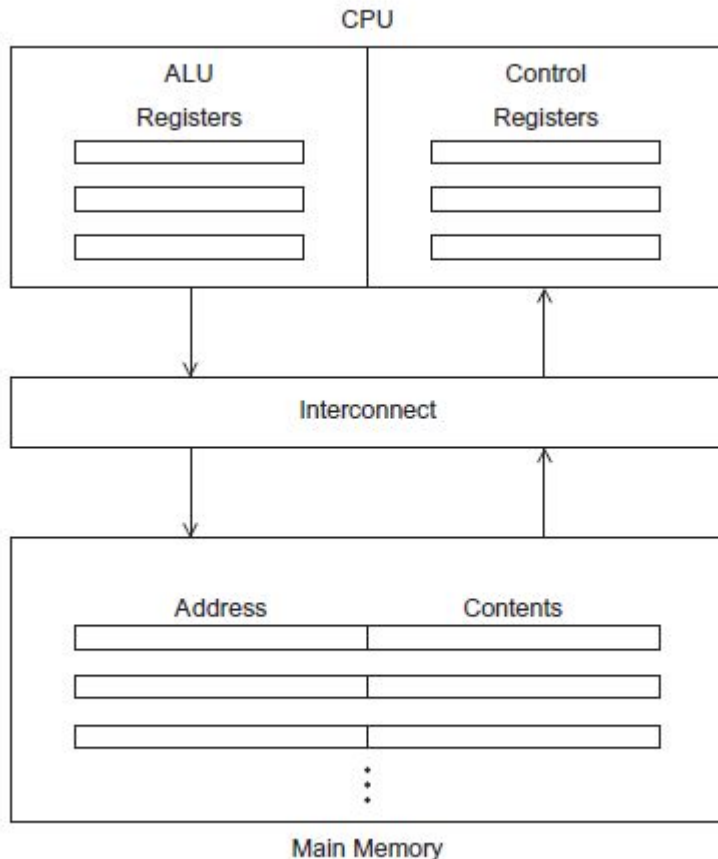 CPU
ALU Control
Registers Registers
Interconnect
Address Contents
Main Memory